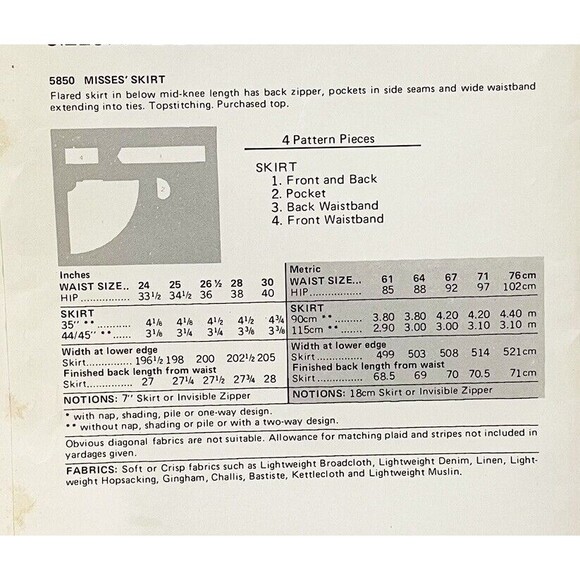 5850 MISSES' SKIRT
Flared skirt in below mid-knee length has back zipper, pockets in side seams and wide waistband
extending into ties. Topstitching. Purchased top.
4 Pattern Pieces
SKIRT
1. Front and Back
2. Pocket
3. Back Waistband
4. Front Waistband
Inches
WAIST SIZE.. 24 25 26 ½ 28 30
HIP ................ 33½ 34½ 36 38 40
SKIRT
35" ** ........... 4⅛ 4⅛ 4½ 4½ 4¾
44/45" ** ....... 3⅛ 3¼ 3¼ 3⅜ 3⅜
Width at lower edge
Skirt................196½ 198 200 202½ 205
Finished back length from waist
Skirt............... 27 27¼ 27½ 27¾ 28
NOTIONS: 7" Skirt or Invisible Zipper
Metric
WAIST SIZE... 61 64 67 71 76cm
HIP................. 85 88 92 97 102cm
SKIRT
90cm ** .......... 3.80 3.80 4.20 4.20 4.40 m
115cm ** ........ 2.90 3.00 3.00 3.10 3.10 m
Width at lower edge
Skirt................ 499 503 508 514 521cm
Finished back length from waist
Skirt................ 68.5 69 70 70.5 71cm
NOTIONS: 18cm Skirt or Invisible Zipper
* with nap, shading, pile or one-way design.
** without nap, shading or pile or with a two-way design.
Obvious diagonal fabrics are not suitable. Allowance for matching plaid and stripes not included in
yardages given.
FABRICS: Soft or Crisp fabrics such as Lightweight Broadcloth, Lightweight Denim, Linen, Light-
weight Hopsacking, Gingham, Challis, Bastiste, Kettlecloth and Lightweight Muslin.